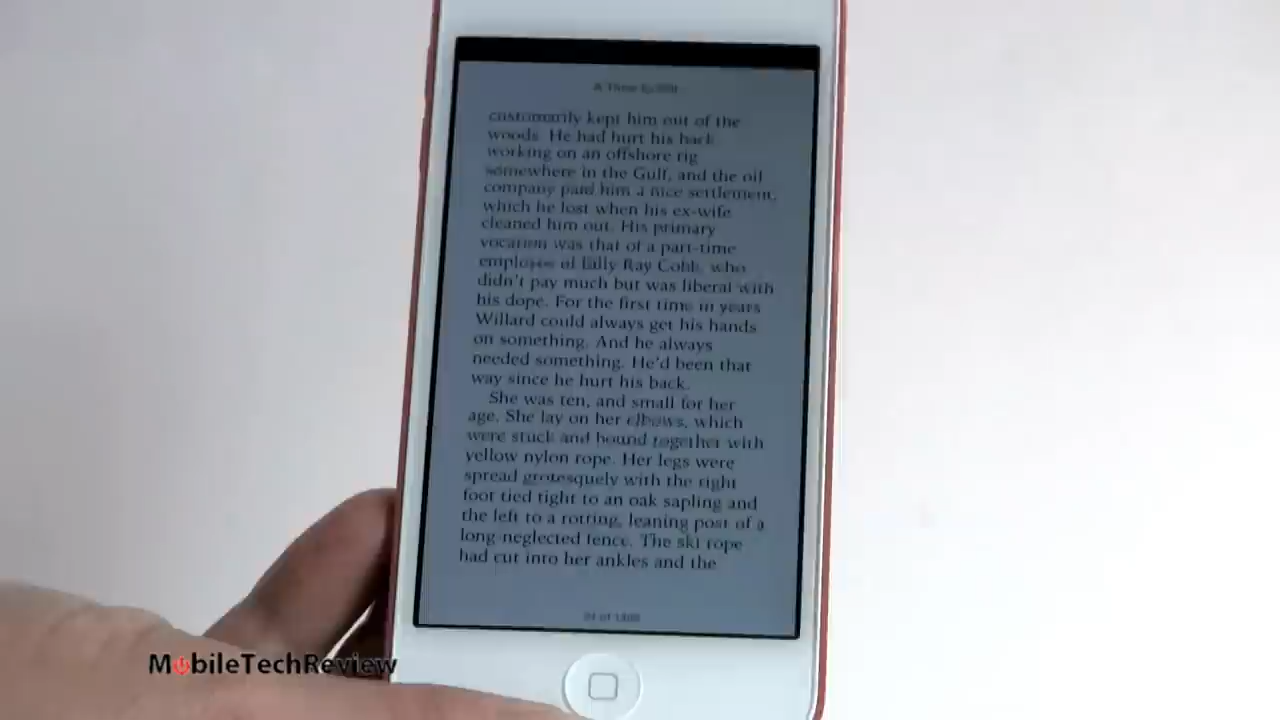 A Time to Kill
customarily kept him out of the
woods. He had hurt his back
working on an offshore rig
somewhere in the Gulf, and the oil
company paid him a nice settlement,
which he lost when his ex-wife
cleaned him out. His primary
vocation was that of a part-time
employee of Billy Ray Cobb, who
didn't pay much but was liberal with
his dope. For the first time in years
Willard could always get his hands
on something. And he always
needed something. He'd been that
way since he hurt his back.
She was ten, and small for her
age. She lay on her elbows, which
were stuck and bound together with
yellow nylon rope. Her legs were
spread grotesquely with the right
foot tied tight to an oak sapling and
the left to a rotting, leaning post of a
long-neglected fence. The ski rope
had cut into her ankles and the
MobileTechReview